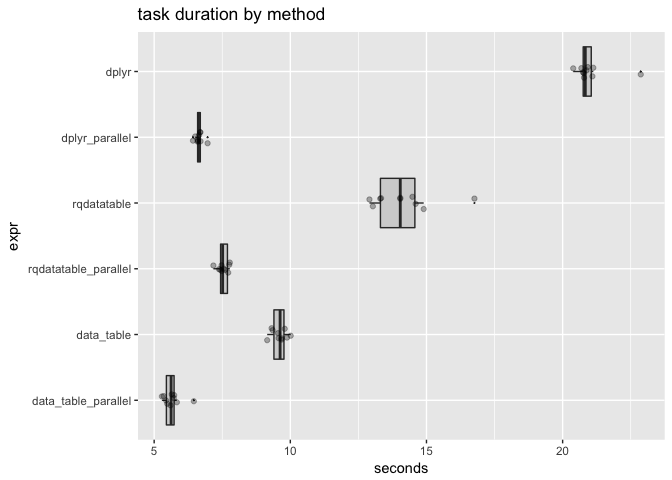 task duration by method
expr
dplyr
dplyr_parallel
rqdatatable
rqdatatable_parallel
data_table
data_table_parallel
5 10 15 20
seconds